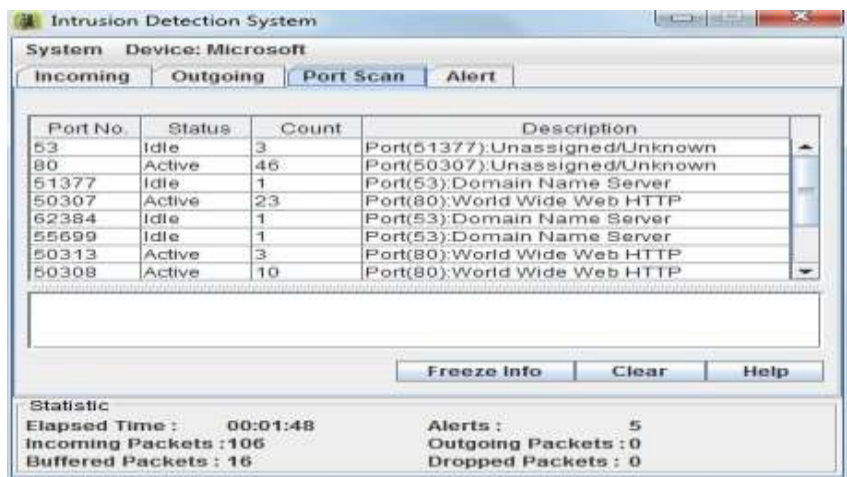 Intrusion Detection System
System Device: Microsoft
Incoming Outgoing Port Scan Alert
Port No. Status Count Description
53 Idle 3 Port(51377):Unassigned/Unknown
80 Active 46 Port(50307):Unassigned/Unknown
51377 Idle 1 Port(53):Domain Name Server
50307 Active 23 Port(80):World Wide Web HTTP
62384 Idle 1 Port(53):Domain Name Server
55699 Idle 1 Port(53):Domain Name Server
50313 Active 3 Port(80):World Wide Web HTTP
50308 Active 10 Port(80):World Wide Web HTTP
Freeze Info Clear Help
Statistic
Elapsed Time : 00:01:48 Alerts : 5
Incoming Packets :106 Outgoing Packets : 0
Buffered Packets : 16 Dropped Packets : 0